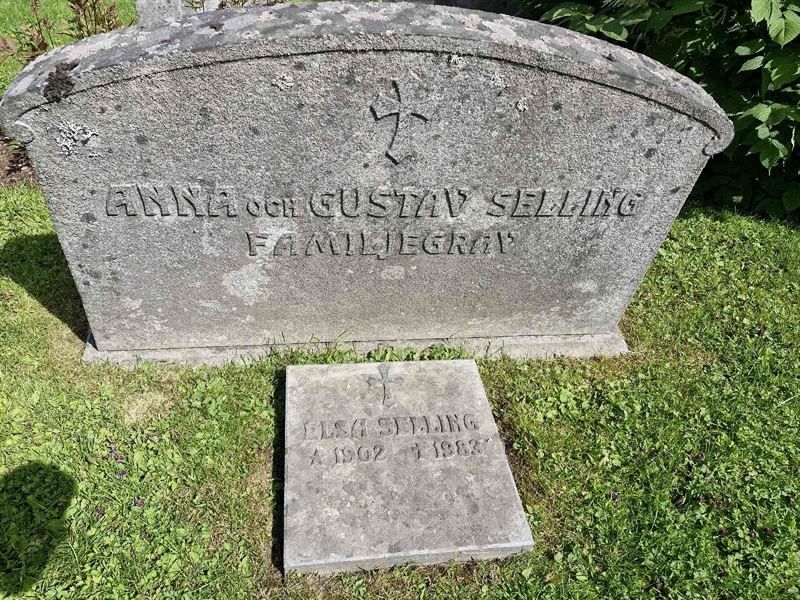 ANNA OCH GUSTAV SELLING
FAMILJEGRAV
ELSA SELLING
* 1902 † 1983